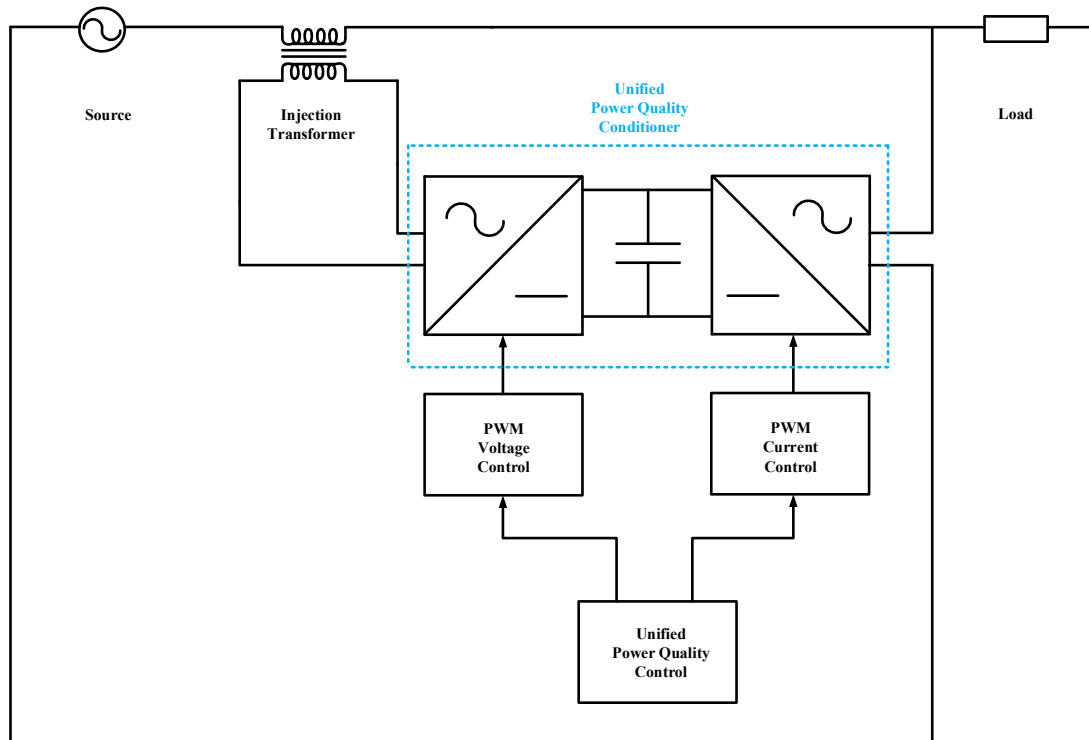 Source
Injection
Transformer
Unified
Power Quality
Conditioner
Load
PWM
Voltage
Control
PWM
Current
Control
Unified
Power Quality
Control